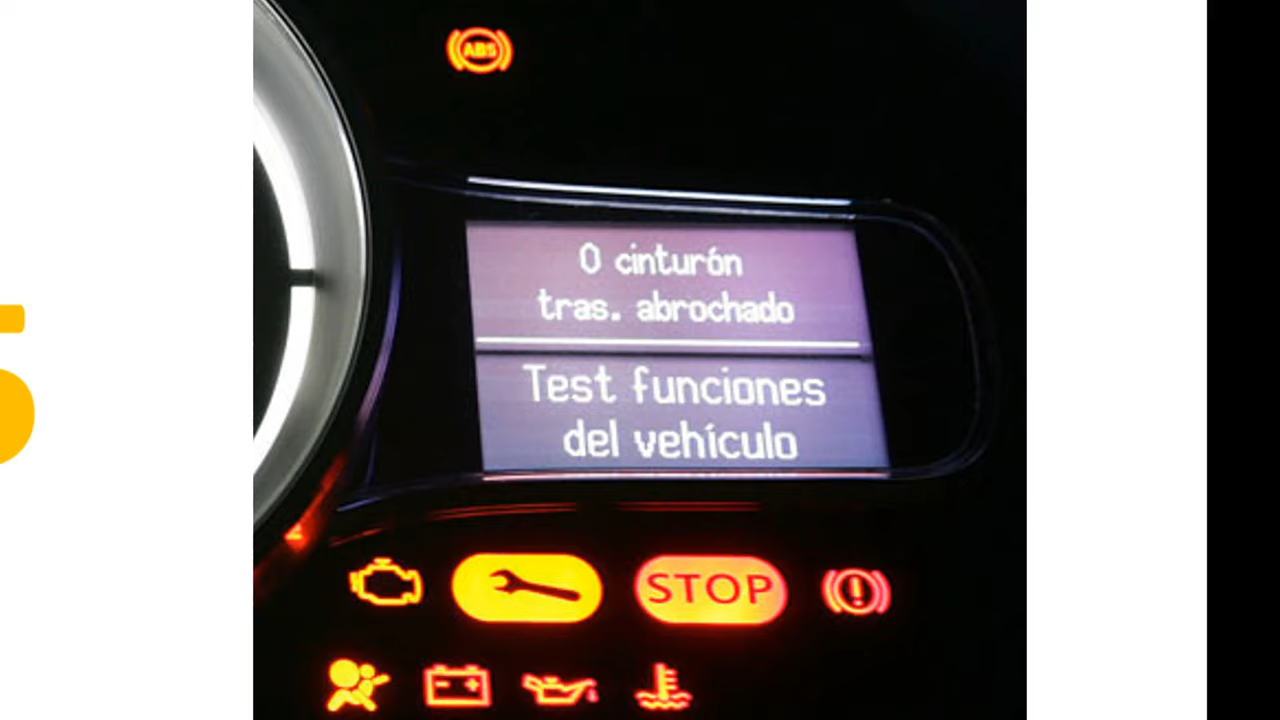 ABS
0 cinturón
tras. abrochado
Test funciones
del vehículo
STOP